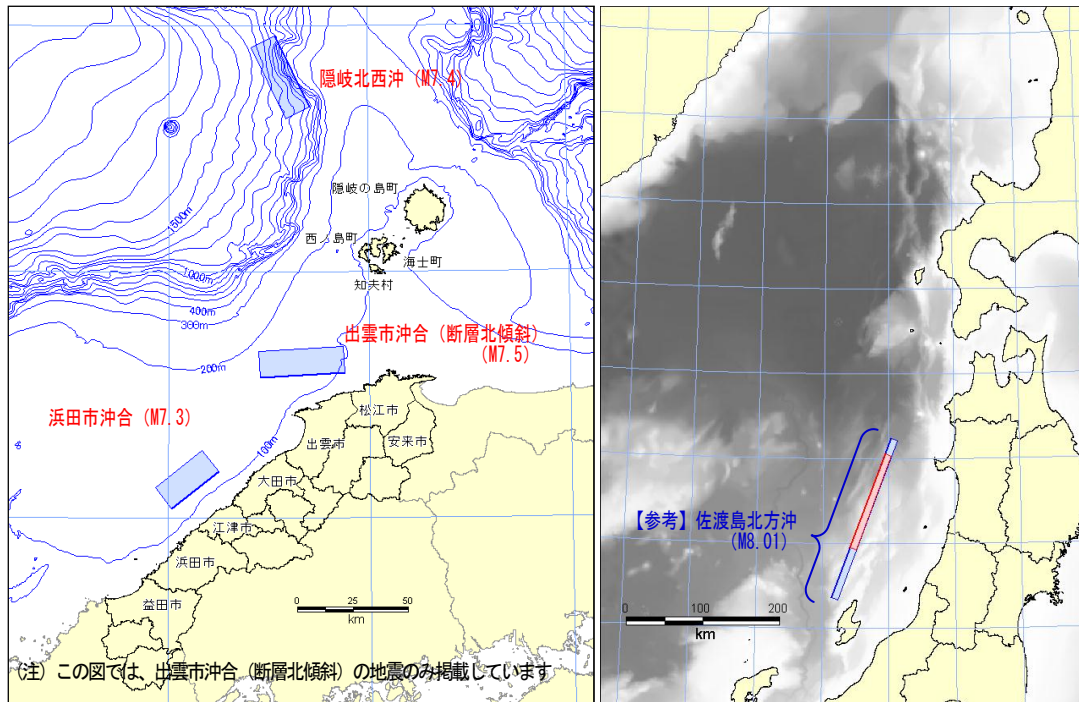 隠岐北西沖（M7.4）
隠岐の島町
西ノ島町
海士町
知夫村
1500m
1000m
400m
300m
200m
100m
出雲市沖合（断層北傾斜）
（M7.5）
浜田市沖合（M7.3）
松江市
出雲市
安来市
大田市
江津市
浜田市
益田市
0 25 50
km
（注）この図では、出雲市沖合（断層北傾斜）の地震のみ掲載しています
【参考】佐渡島北方沖
（M8.01）
0 100 200
km